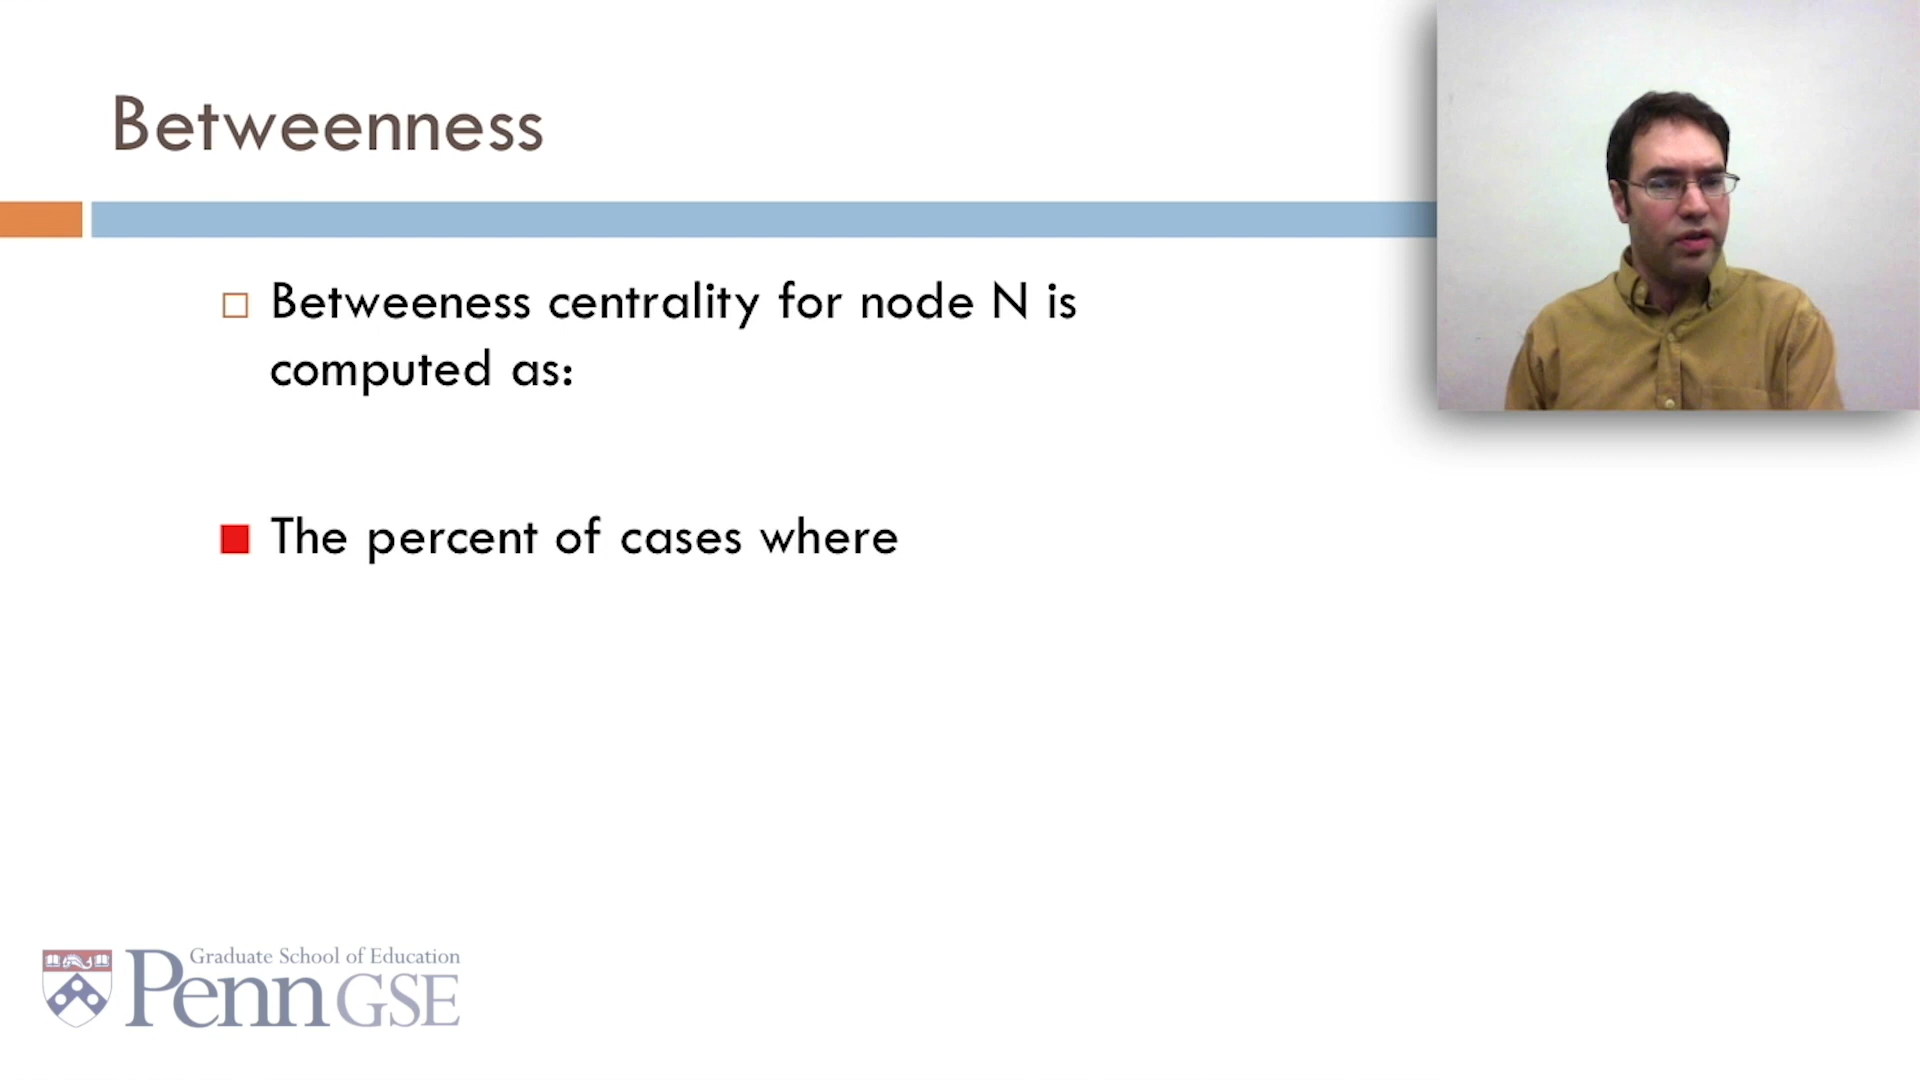 Betweenness
Betweeness centrality for node N is
computed as:
The percent of cases where
Graduate School of Education
Penn GSE